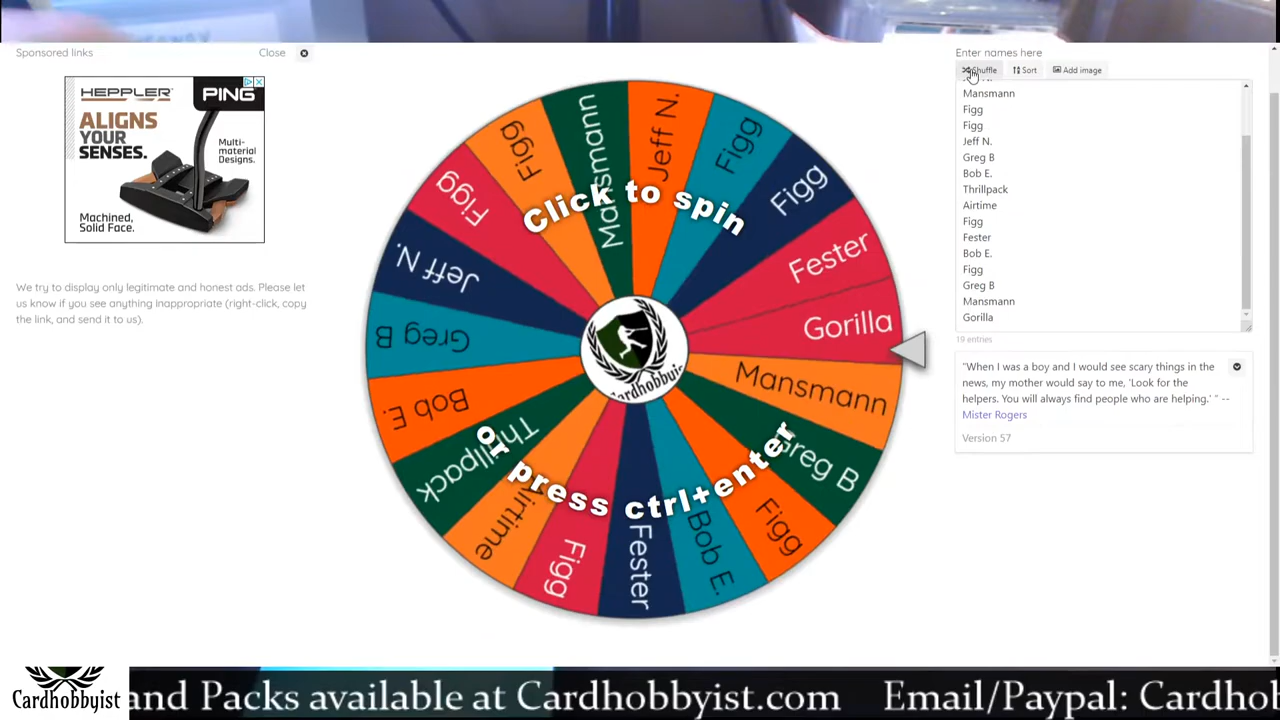 Sponsored links
Close
HEPPLER
PING
ALIGNS
YOUR
SENSES.
Multi-
material
Designs.
Machined,
Solid Face.
We try to display only legitimate and honest ads. Please let
us know if you see anything inappropriate (right-click, copy
the link, and send it to us).
Mansmann
Jeff N.
Figg
Figg
Fester
Gorilla
Mansmann
Greg B
Figg
Bob E.
Fester
Figg
Airtime
Thrillpack
Bob E.
Greg B
Jeff N.
Figg
Figg
Click to spin
or press ctrl+enter
Enter names here
Shuffle
Sort
Add image
Mansmann
Figg
Figg
Jeff N.
Greg B
Bob E.
Thrillpack
Airtime
Figg
Fester
Bob E.
Figg
Greg B
Mansmann
Gorilla
19 entries
"When I was a boy and I would see scary things in the
news, my mother would say to me, 'Look for the
helpers. You will always find people who are helping.' " --
Mister Rogers
Version 57
Cardhobbyist
and Packs available at Cardhobbyist.com
Email/Paypal: Cardhob